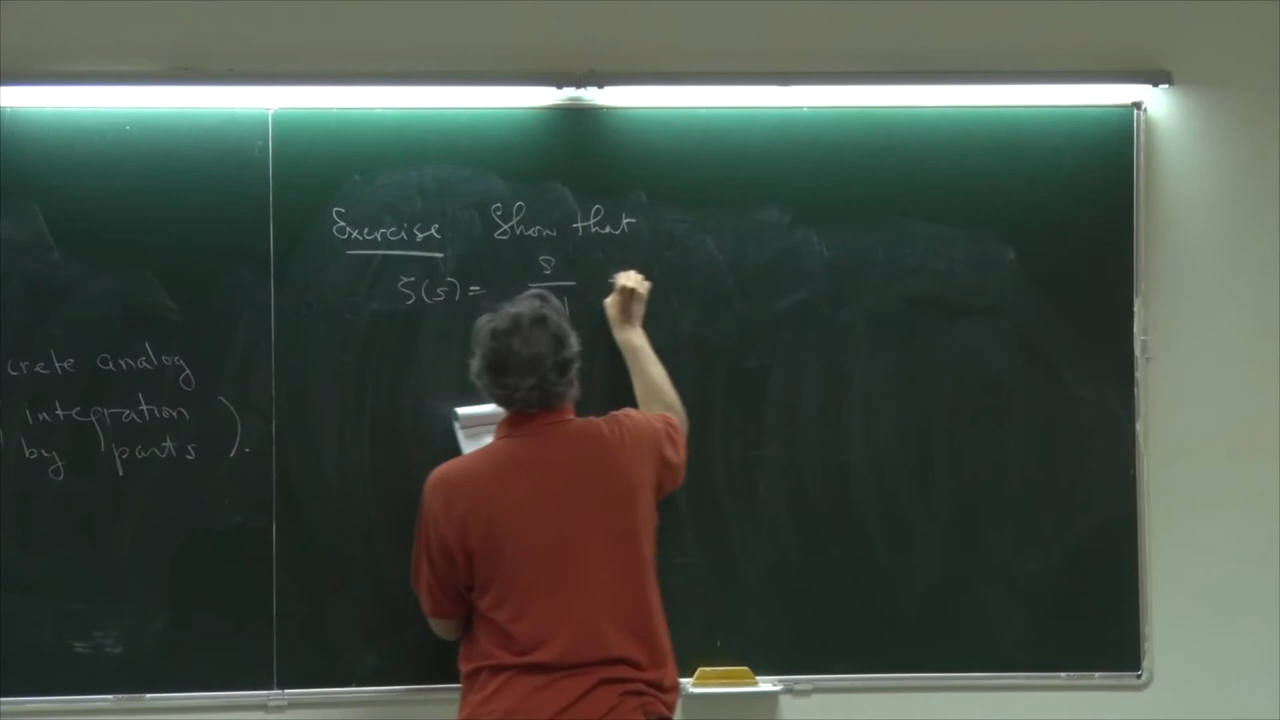 crete analog
integration
by parts ).
Exercise. Show that
ζ(s) = s